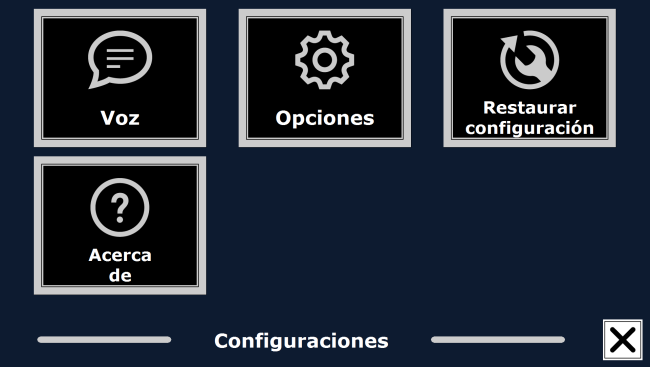 Voz
Opciones
Restaurar
configuración
Acerca
de
Configuraciones